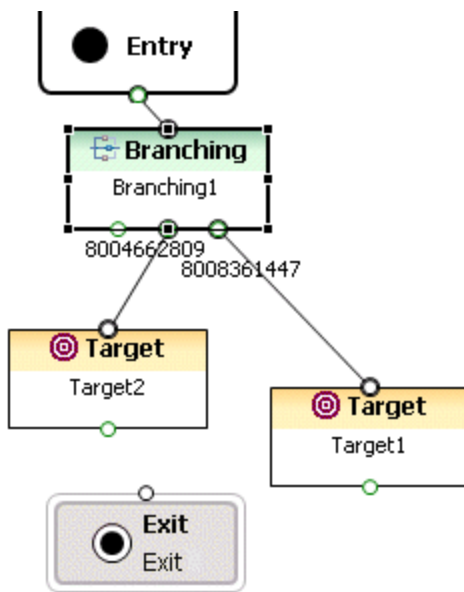 Entry
Branching
Branching1
8004662809
8008361447
Target
Target2
Target
Target1
Exit
Exit